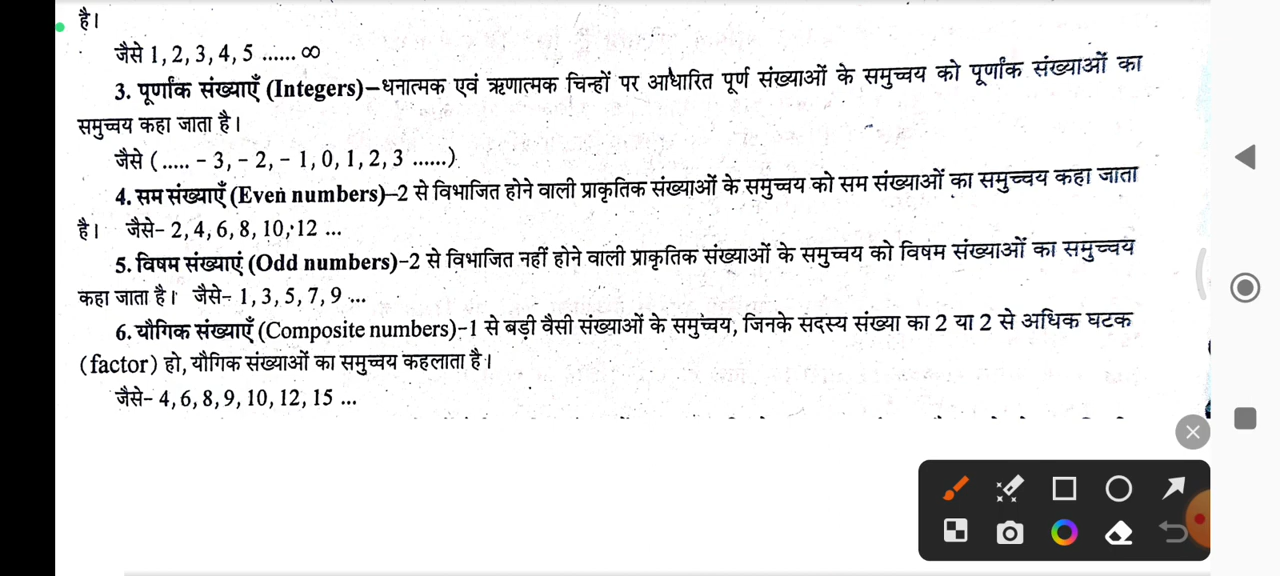 है।
जैसे 1, 2, 3, 4, 5 ...... ∞
3. पूर्णांक संख्याएँ (Integers)–धनात्मक एवं ऋणात्मक चिन्हों पर आधारित पूर्ण संख्याओं के समुच्चय को पूर्णांक संख्याओं का
समुच्चय कहा जाता है।
जैसे (..... – 3, – 2, – 1, 0, 1, 2, 3 ......)
4. सम संख्याएँ (Even numbers)–2 से विभाजित होने वाली प्राकृतिक संख्याओं के समुच्चय को सम संख्याओं का समुच्चय कहा जाता
है। जैसे– 2, 4, 6, 8, 10, 12 ...
5. विषम संख्याएं (Odd numbers)–2 से विभाजित नहीं होने वाली प्राकृतिक संख्याओं के समुच्चय को विषम संख्याओं का समुच्चय
कहा जाता है। जैसे– 1, 3, 5, 7, 9 ...
6. यौगिक संख्याएँ (Composite numbers)–1 से बड़ी वैसी संख्याओं के समुच्चय, जिनके सदस्य संख्या का 2 या 2 से अधिक घटक
(factor) हो, यौगिक संख्याओं का समुच्चय कहलाता है।
जैसे– 4, 6, 8, 9, 10, 12, 15 ...